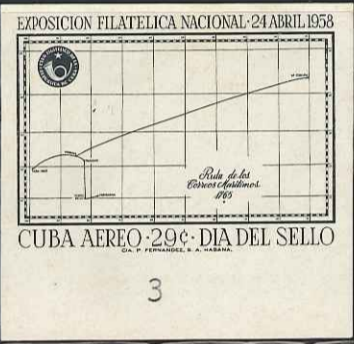 EXPOSICION FILATELICA NACIONAL·24 ABRIL 1958
Ruta de los
Correos Marítimos
1765
CUBA AEREO·29¢·DIA DEL SELLO
CIA. P. FERNANDEZ, S. A. HABANA.
3